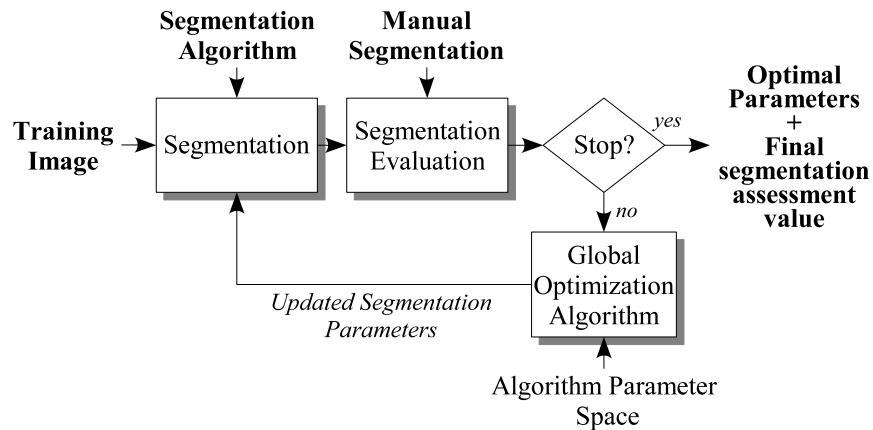 Segmentation
Algorithm
Manual
Segmentation
Training
Image
Segmentation
Segmentation
Evaluation
Stop?
yes
no
Optimal
Parameters
+
Final
segmentation
assessment
value
Global
Optimization
Algorithm
Updated Segmentation
Parameters
Algorithm Parameter
Space